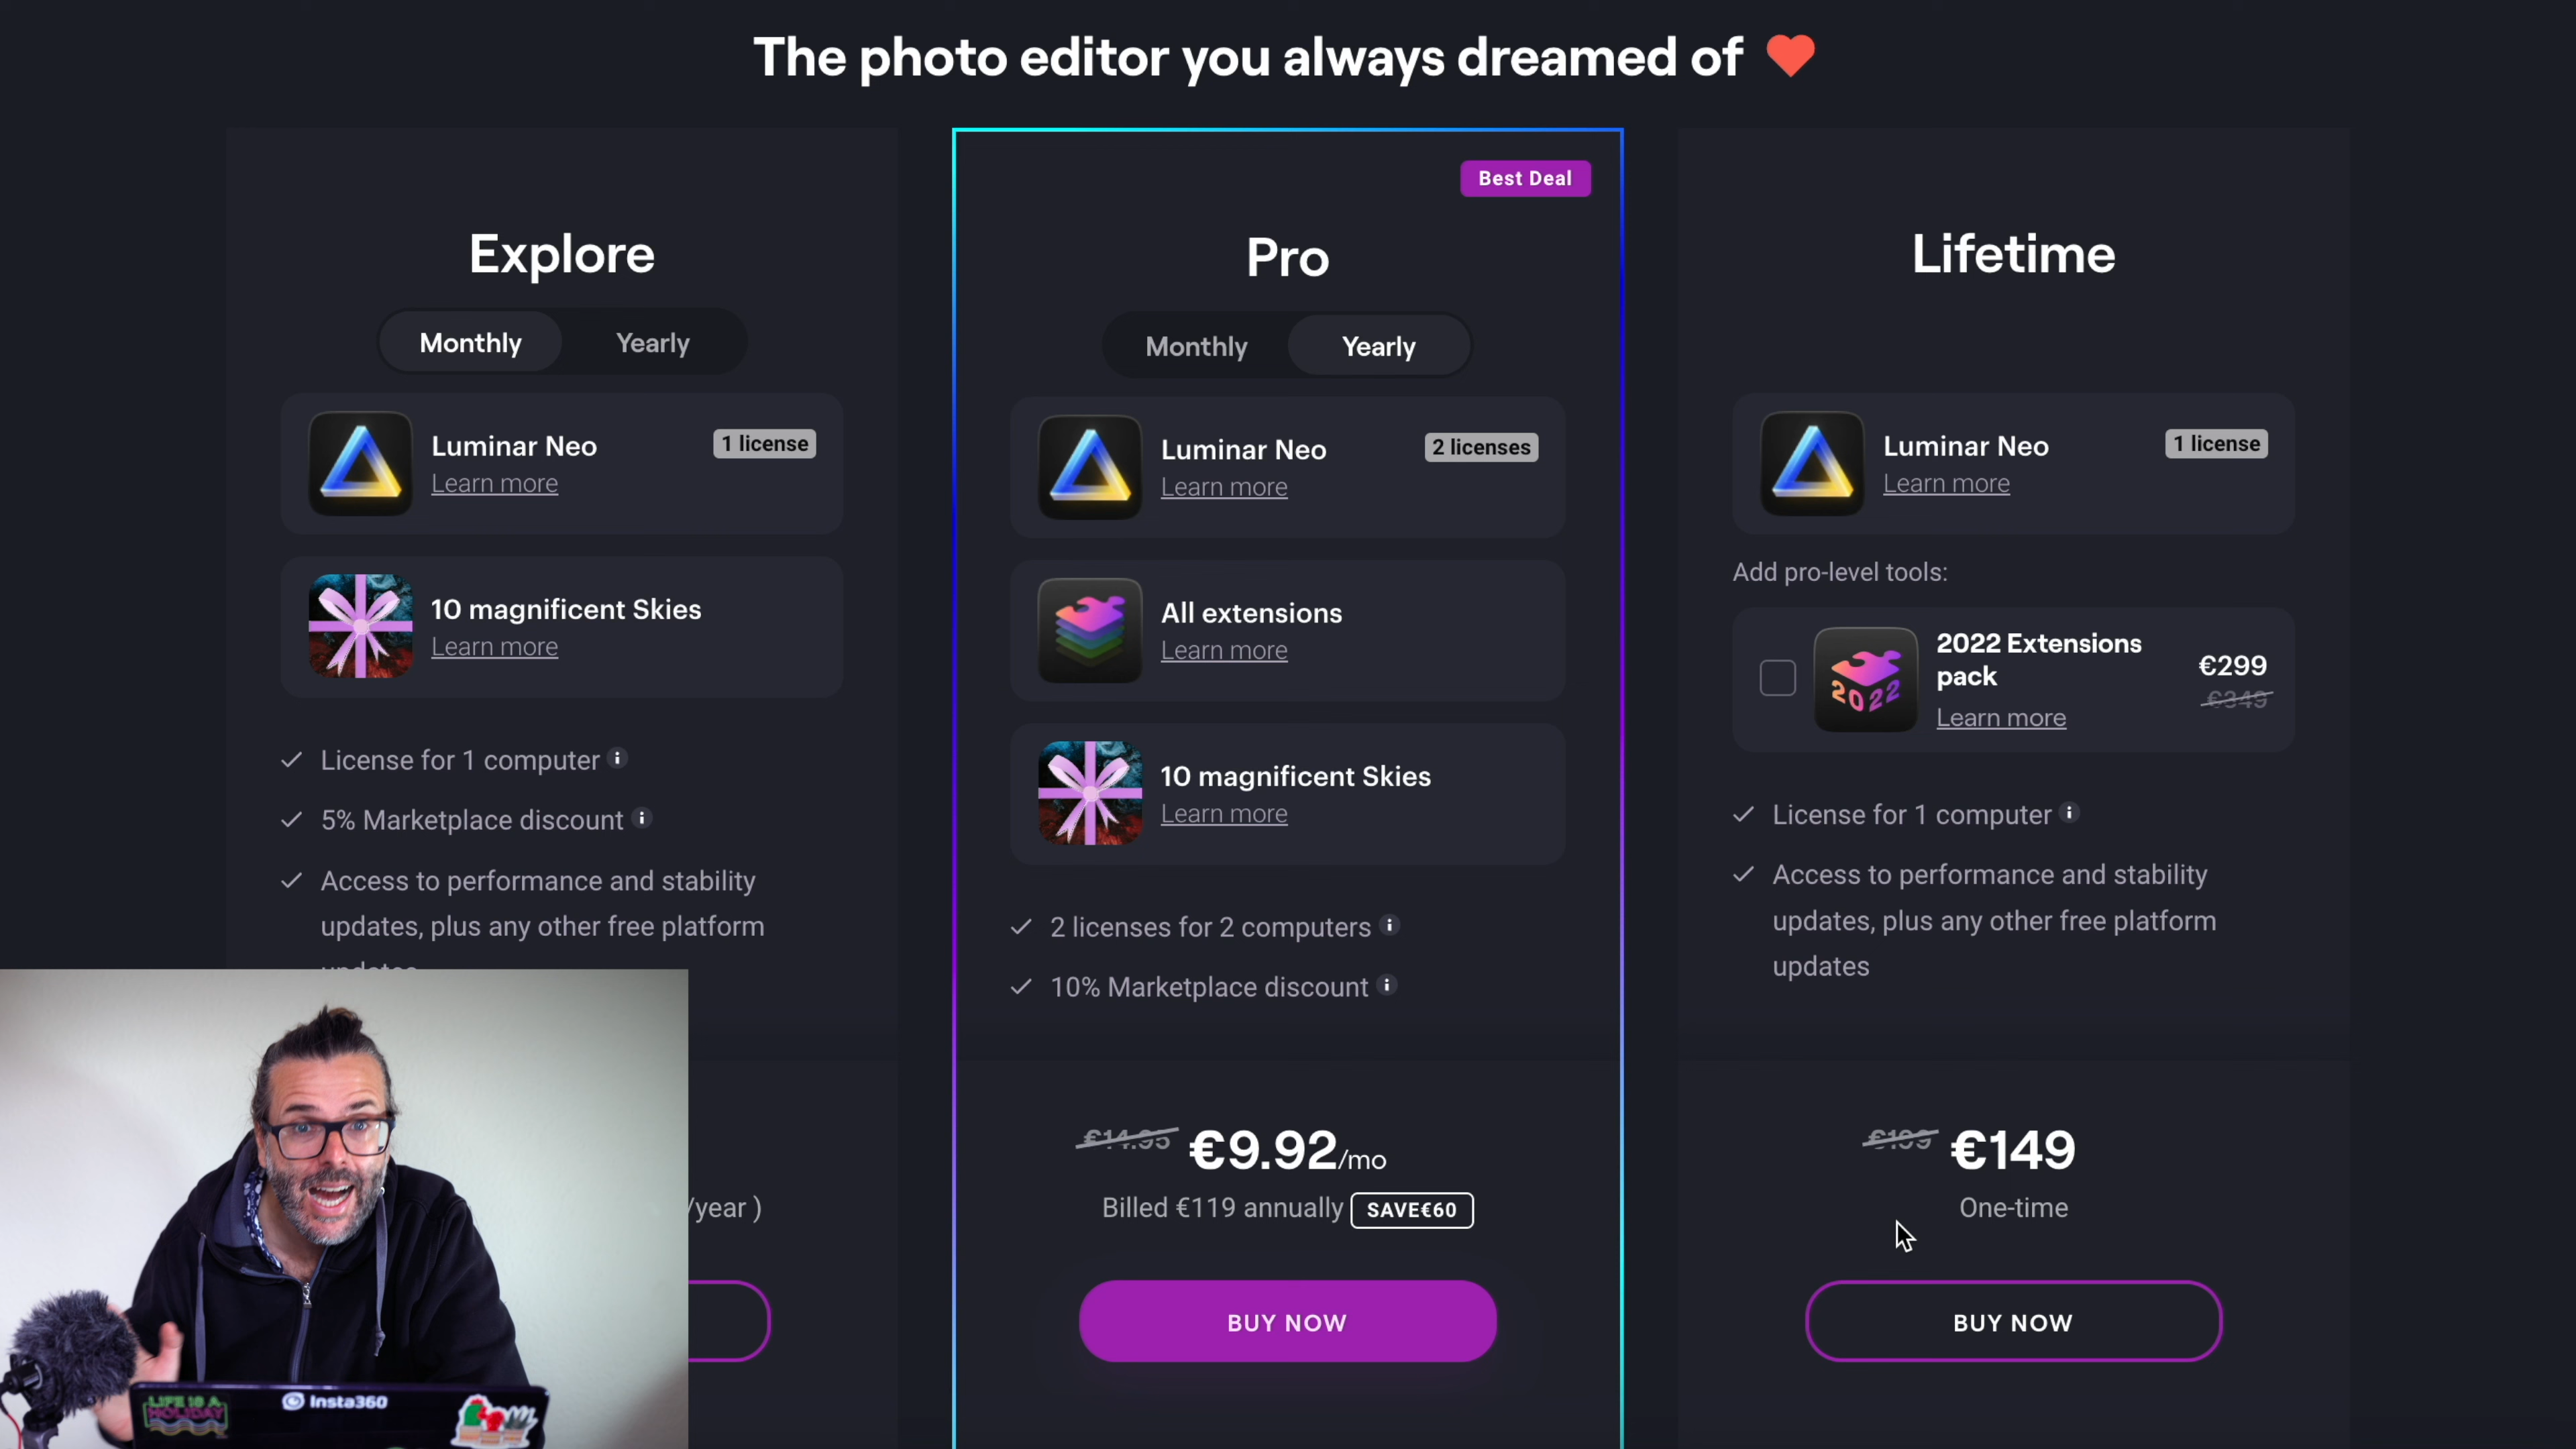 The photo editor you always dreamed of
Explore
Monthly Yearly
Luminar Neo 1 license
Learn more
10 magnificent Skies
Learn more
License for 1 computer
5% Marketplace discount
Access to performance and stability
updates, plus any other free platform
updates
/year )
Best Deal
Pro
Monthly Yearly
Luminar Neo 2 licenses
Learn more
All extensions
Learn more
10 magnificent Skies
Learn more
2 licenses for 2 computers
10% Marketplace discount
€14.95 €9.92/mo
Billed €119 annually SAVE€60
BUY NOW
Lifetime
Luminar Neo 1 license
Learn more
Add pro-level tools:
2022
2022 Extensions
pack
€299
€349
Learn more
License for 1 computer
Access to performance and stability
updates, plus any other free platform
updates
€199 €149
One-time
BUY NOW
LIFE IS A
HOLIDAY
Insta360